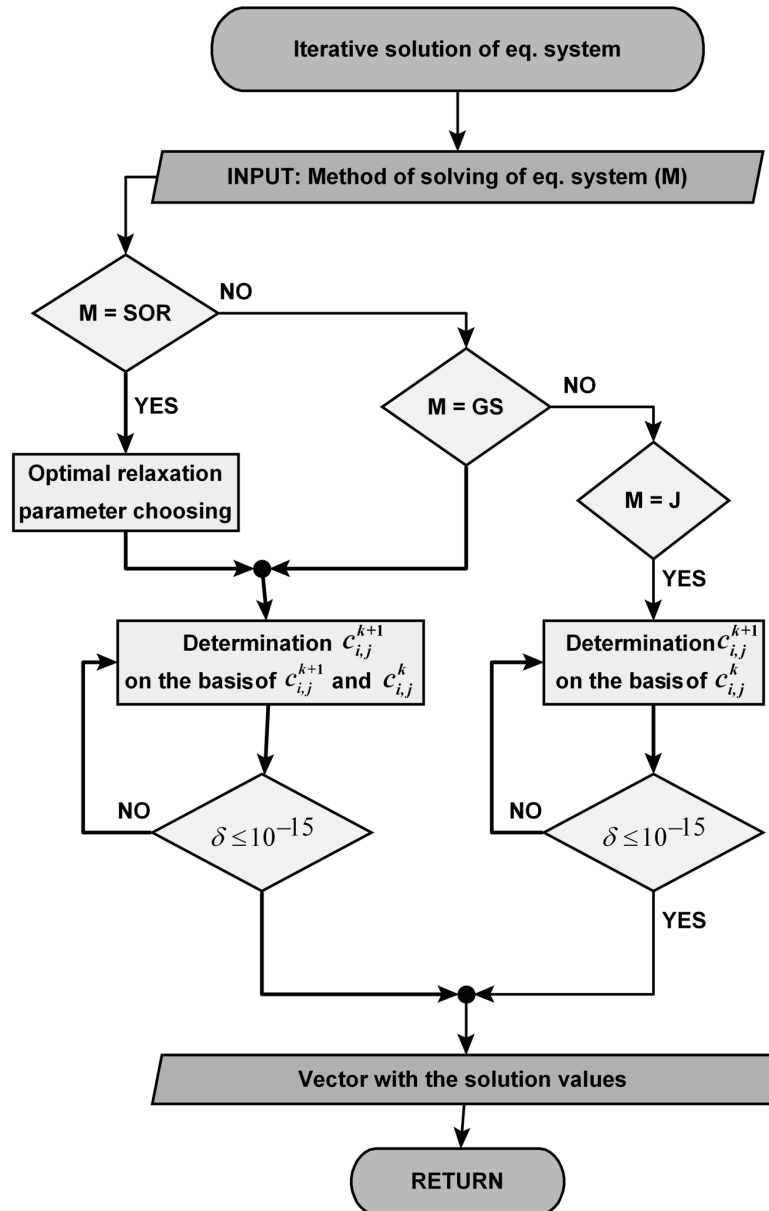 Iterative solution of eq. system
INPUT: Method of solving of eq. system (M)
M = SOR
NO
M = GS
NO
YES
Optimal relaxation
parameter choosing
M = J
YES
Determination $c_{i,j}^{k+1}$
on the basis of $c_{i,j}^{k+1}$ and $c_{i,j}^{k}$
Determination $c_{i,j}^{k+1}$
on the basis of $c_{i,j}^{k}$
NO
δ ≤ 10⁻¹⁵
NO
δ ≤ 10⁻¹⁵
YES
Vector with the solution values
RETURN